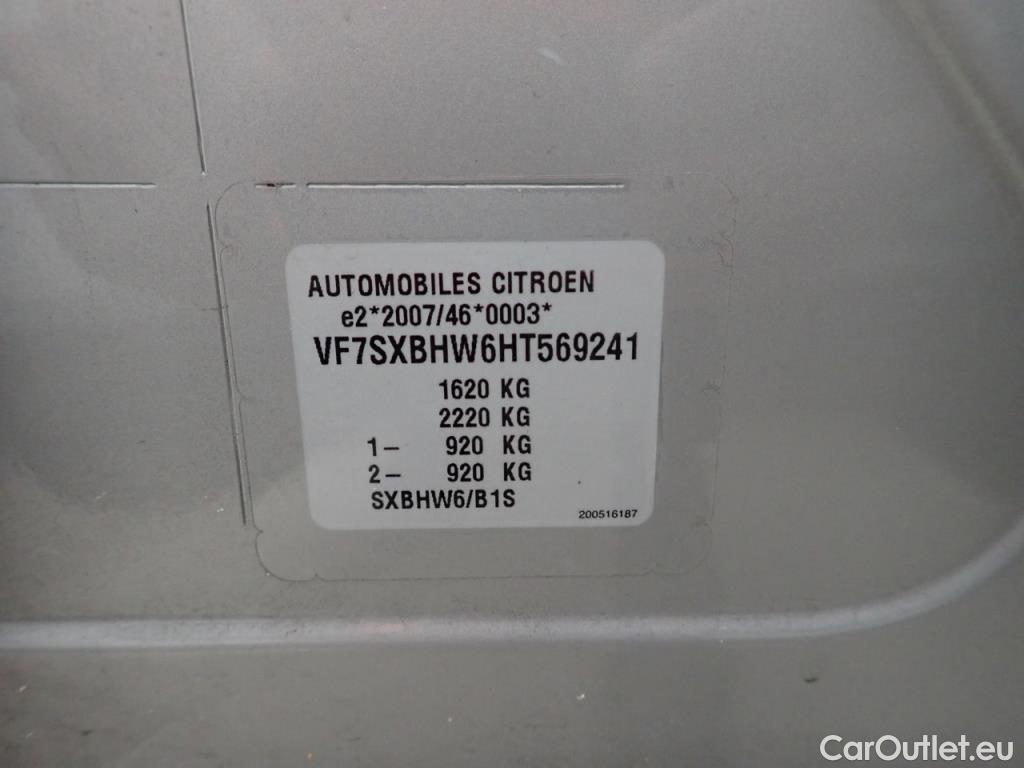 AUTOMOBILES CITROEN
e2*2007/46*0003*
VF7SXBHW6HT569241
1620 KG
2220 KG
1- 920 KG
2- 920 KG
SXBHW6/B1S
200516187
CarOutlet.eu